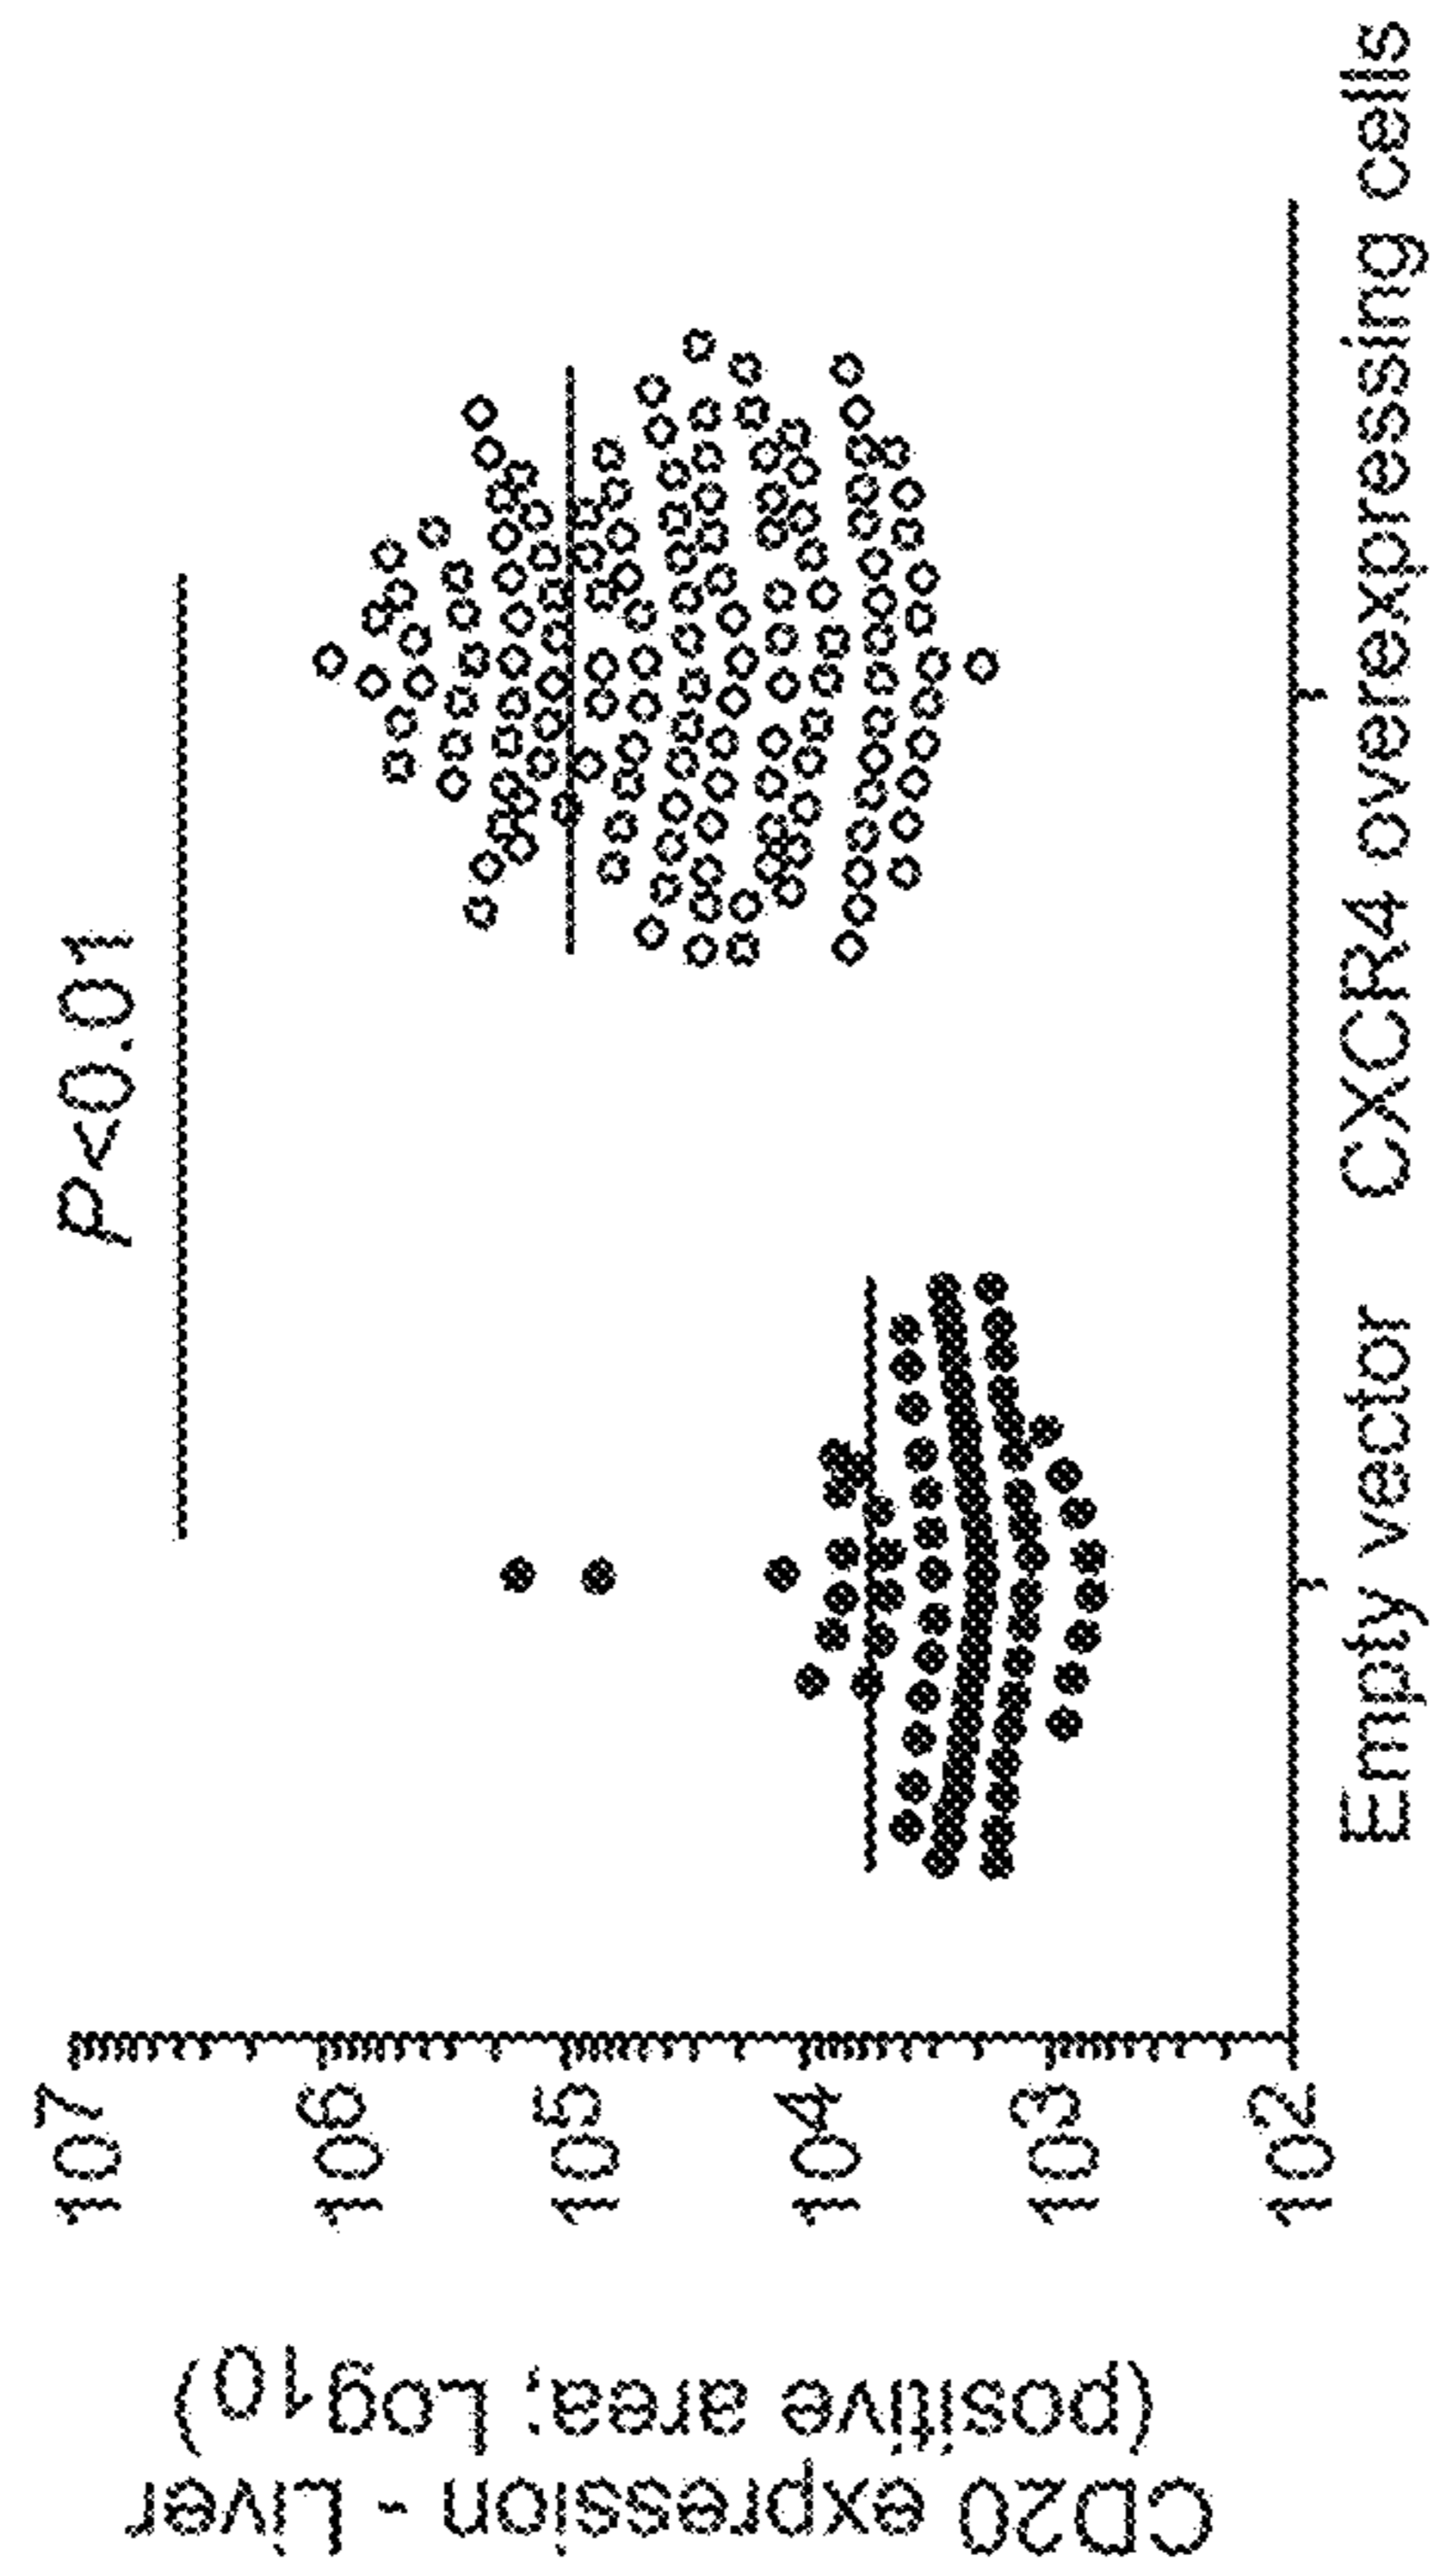 CD20 expression - Liver
(positive area; Log10)
107
106
105
104
103
102
P<0.01
Empty vector
CXCR4 overexpressing cells